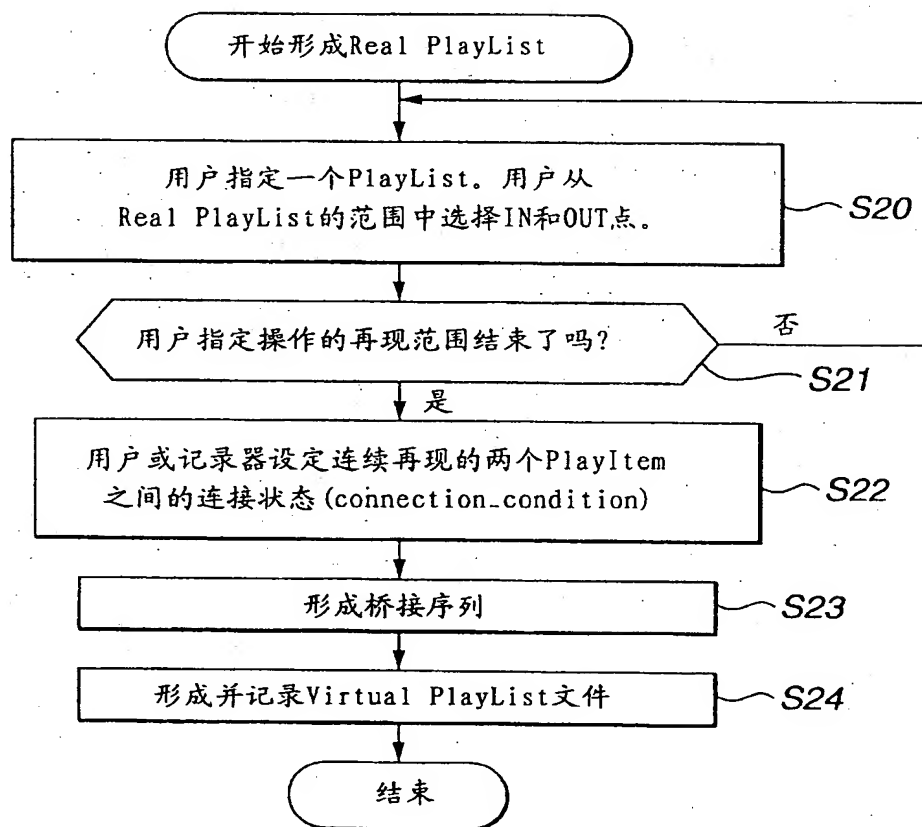 开始形成Real PlayList
用户指定一个PlayList。用户从
Real PlayList的范围中选择IN和OUT点。
S20
用户指定操作的再现范围结束了吗?
否
S21
是
用户或记录器设定连续再现的两个PlayItem
之间的连接状态(connection_condition)
S22
形成桥接序列
S23
形成并记录Virtual PlayList文件
S24
结束